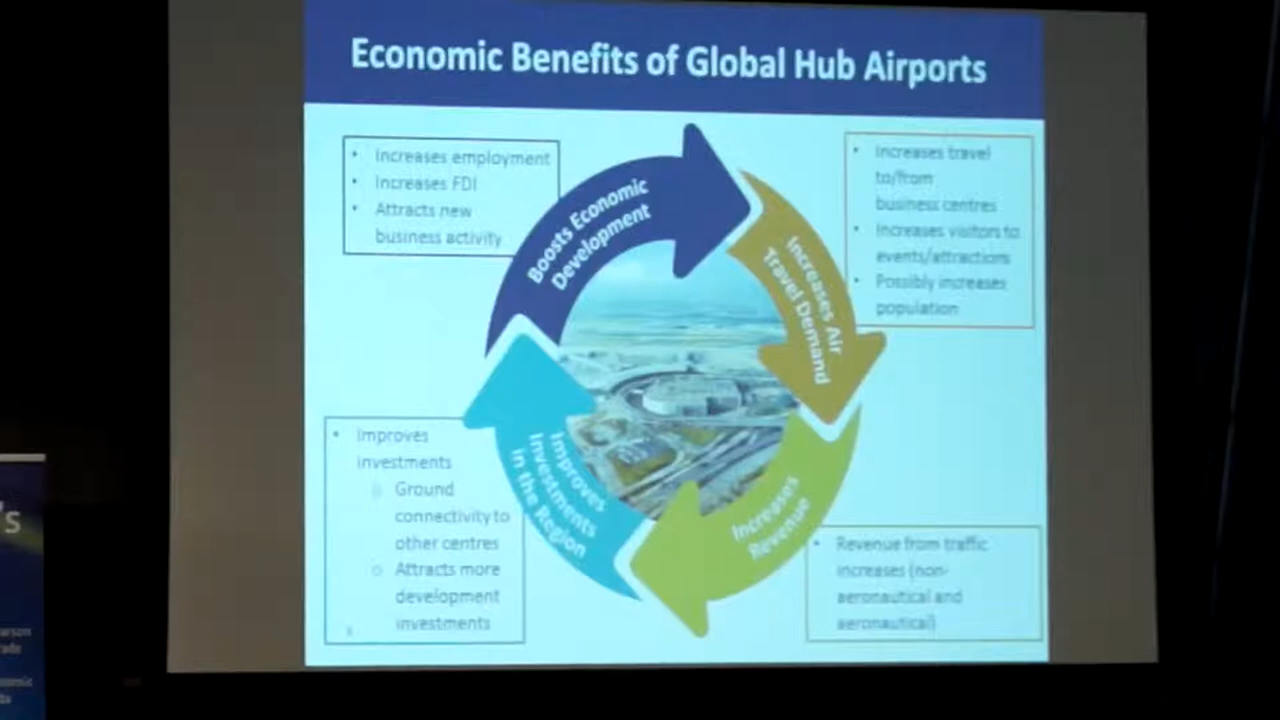 Economic Benefits of Global Hub Airports
• Increases employment
• Increases FDI
• Attracts new
business activity
Boosts Economic
Development
Increases Air
Travel Demand
• Increases travel
to/from
business centres
• Increases visitors to
events/attractions
• Possibly increases
population
• Improves
investments
o Ground
connectivity to
other centres
o Attracts more
development
investments
Improves
Investments
in the Region
Increases
Revenue
• Revenue from traffic
increases (non-
aeronautical and
aeronautical)
's